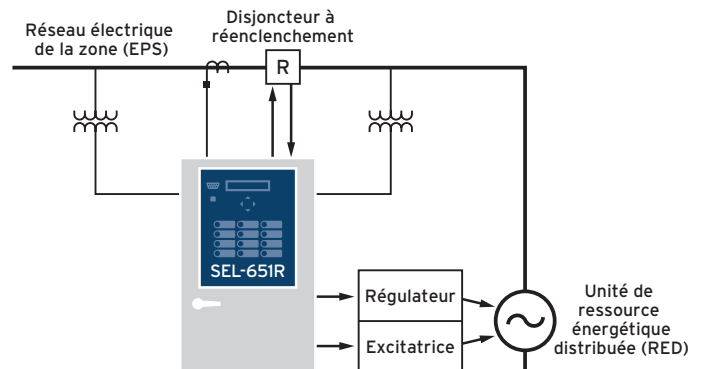 Réseau électrique
de la zone (EPS)
Disjoncteur à
réenclenchement
R
SEL-651R
Régulateur
Excitatrice
Unité de
ressource
énergétique
distribuée (RED)